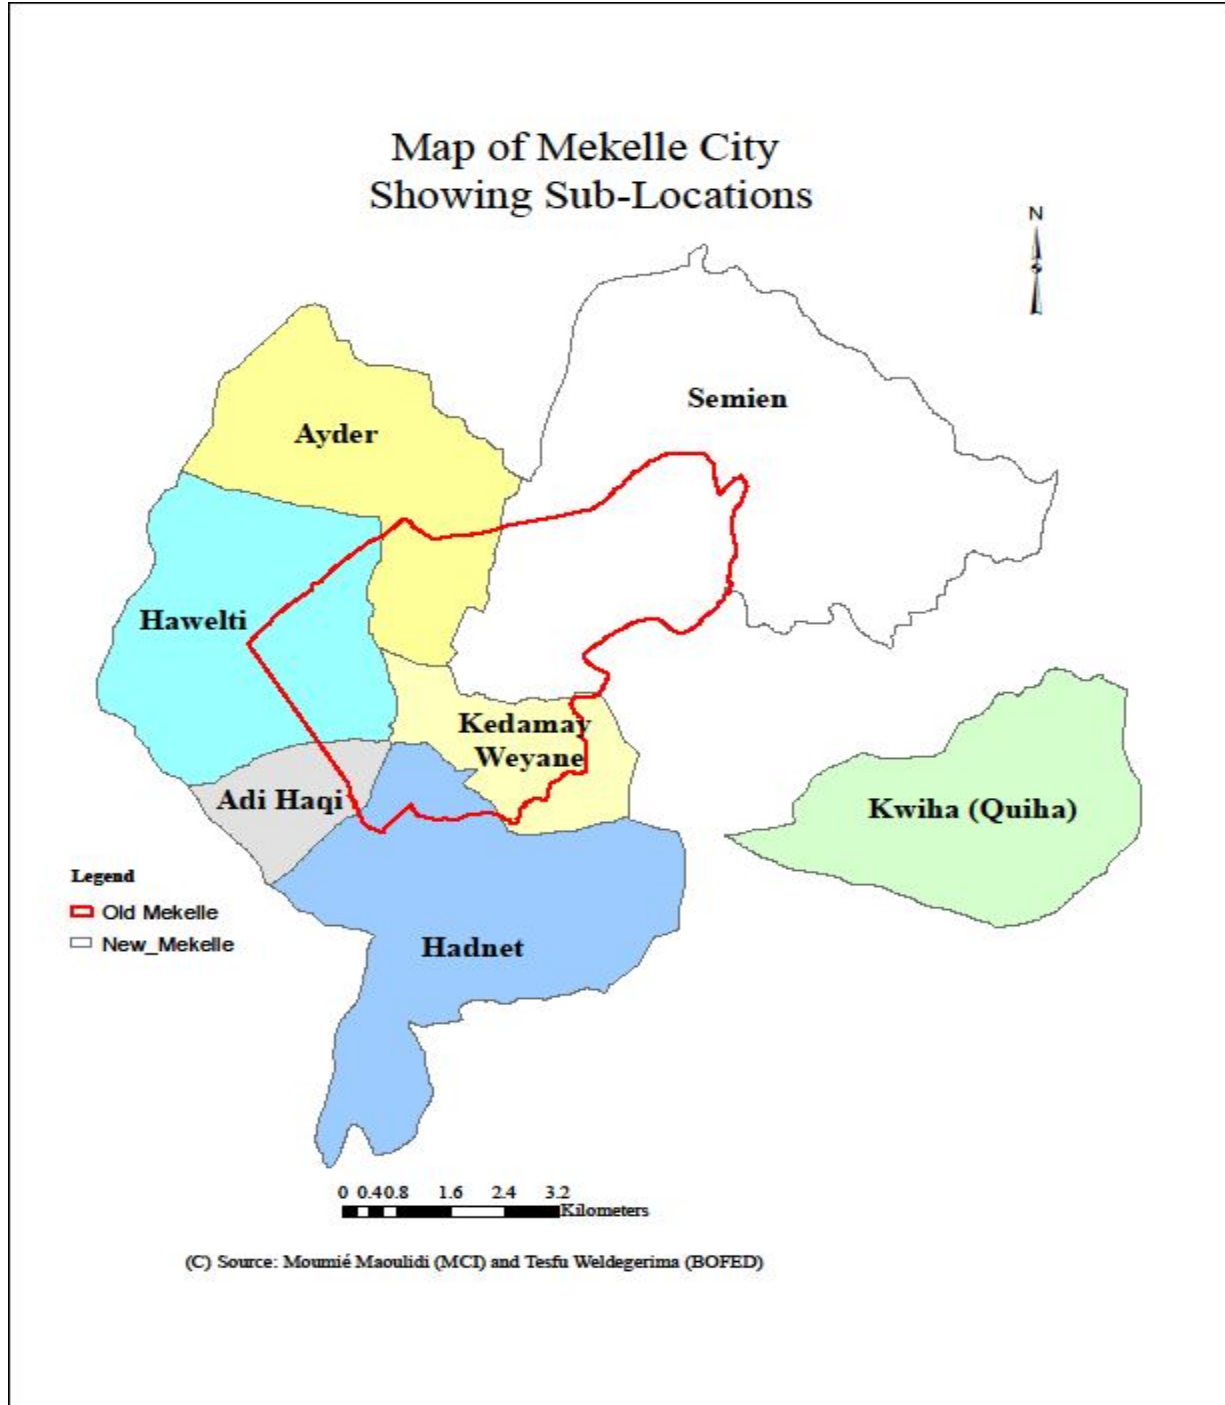 Map of Mekelle City
Showing Sub-Locations
N
Semien
Ayder
Hawelti
Kedamay
Weyane
Adi Haqi
Kwiha (Quiha)
Legend
Old Mekelle
New_Mekelle
Hadnet
0 0.4 0.8 1.6 2.4 3.2
Kilometers
(C) Source: Moumié Maoulidi (MCI) and Tesfu Weldegerima (BOFED)